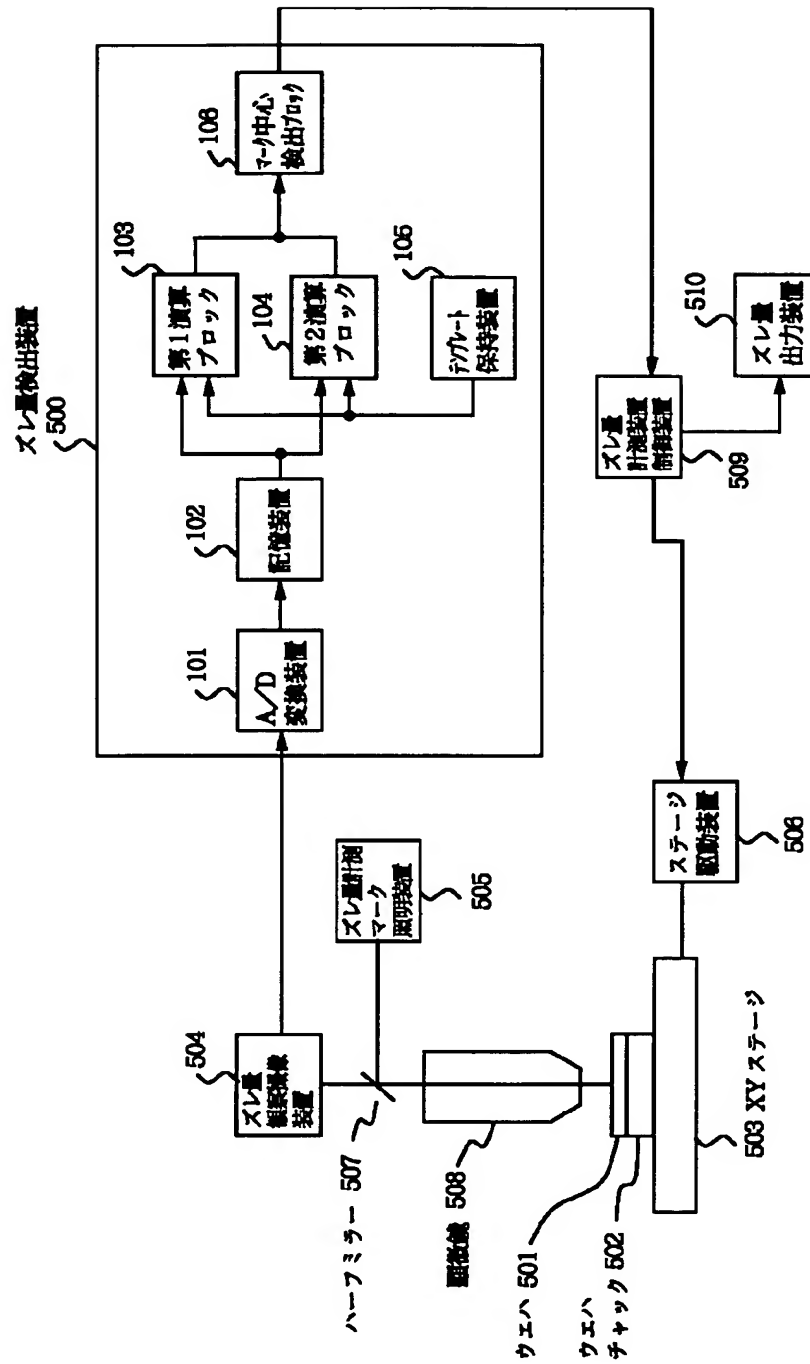 ズレ量検出装置
500
101
A/D
変換装置
102
記憶装置
103
第1演算
ブロック
104
第2演算
ブロック
105
テンプレート
保持装置
106
マーク中心
検出ブロック
504
ズレ量
観察撮像
装置
ズレ量計測
マーク
照明装置
505
ハーフミラー 507
顕微鏡 508
ウエハ 501
ウエハ
チャック 502
503 XYステージ
ステージ
駆動装置
506
ズレ量
計測装置
制御装置
509
510
ズレ量
出力装置